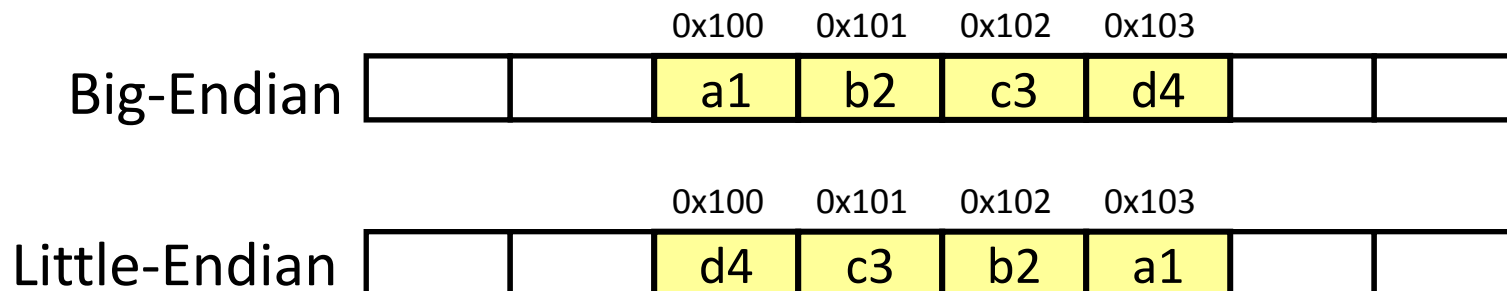 0x100 0x101 0x102 0x103
Big-Endian a1 b2 c3 d4
0x100 0x101 0x102 0x103
Little-Endian d4 c3 b2 a1